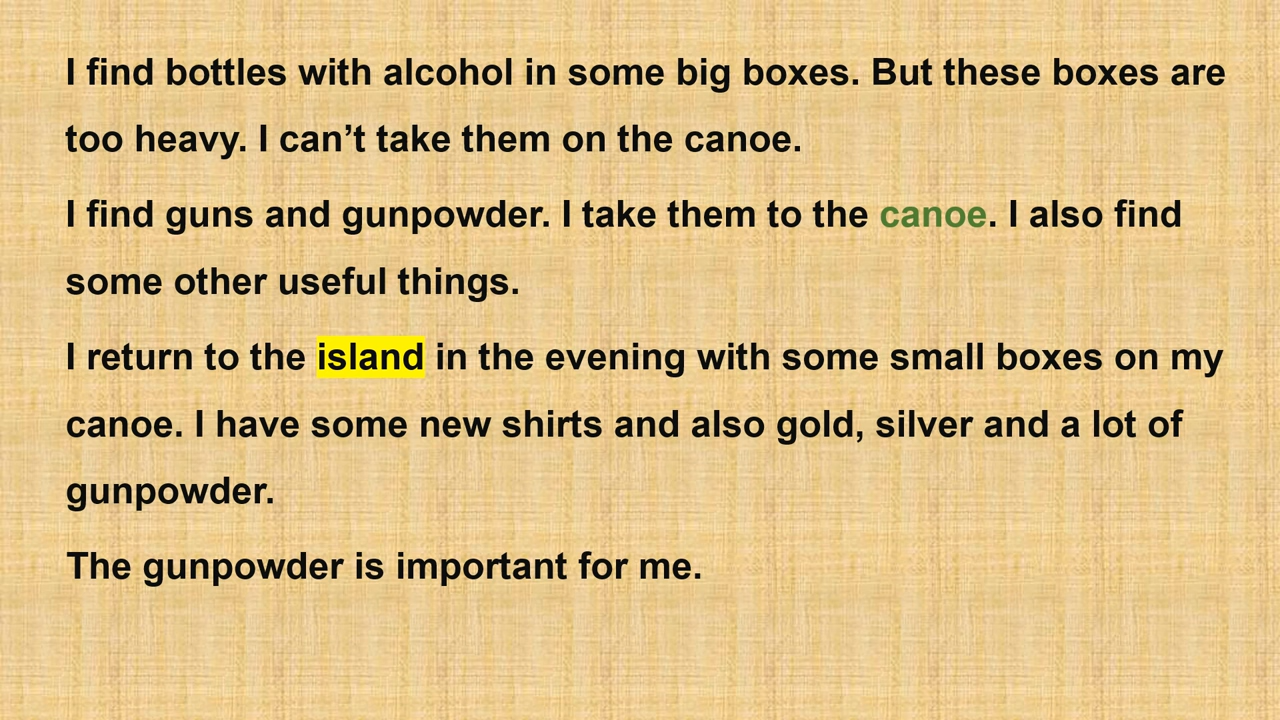 I find bottles with alcohol in some big boxes. But these boxes are
too heavy. I can’t take them on the canoe.
I find guns and gunpowder. I take them to the canoe. I also find
some other useful things.
I return to the island in the evening with some small boxes on my
canoe. I have some new shirts and also gold, silver and a lot of
gunpowder.
The gunpowder is important for me.